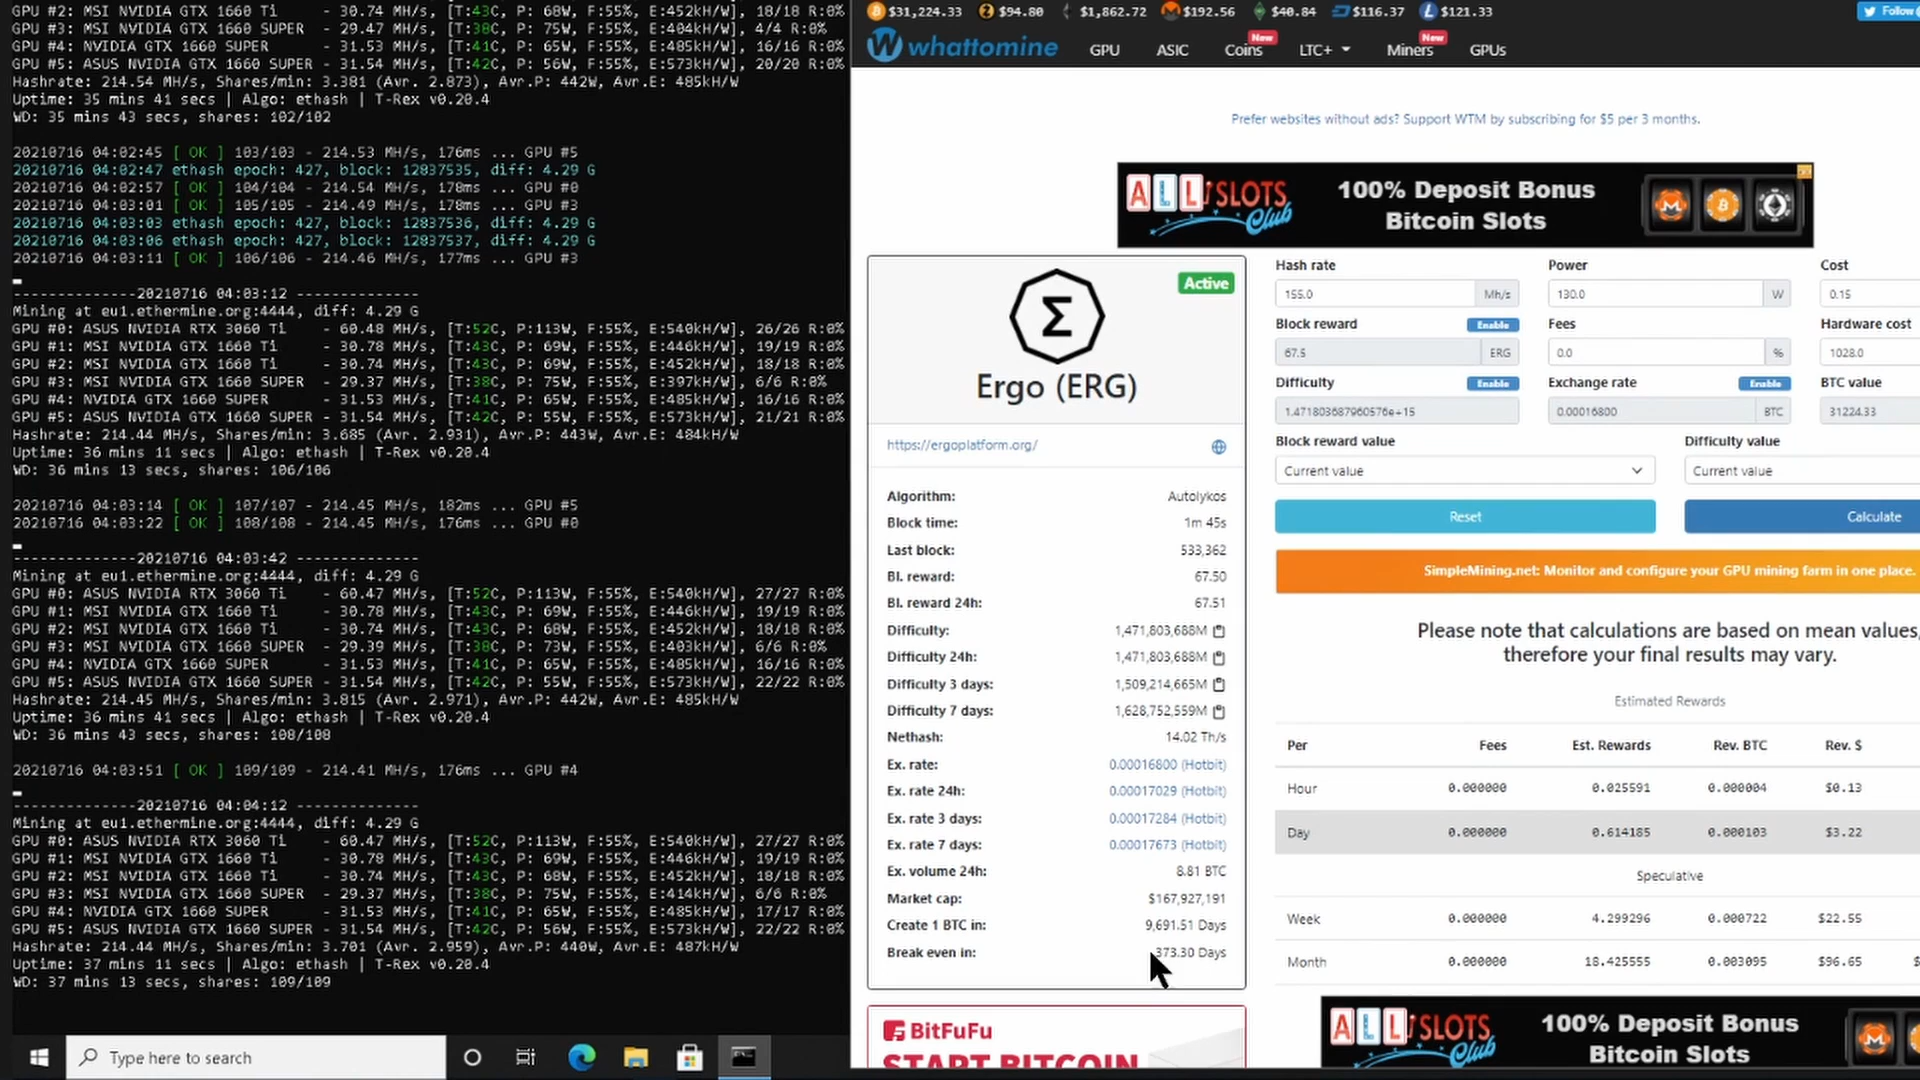 GPU #2: MSI NVIDIA GTX 1660 Ti - 30.74 MH/s, [T:43C, P: 68W, F:55%, E:452kH/W], 18/18 R:0%
GPU #3: MSI NVIDIA GTX 1660 SUPER - 29.47 MH/s, [T:38C, P: 75W, F:55%, E:404kH/W], 4/4 R:0%
GPU #4: NVIDIA GTX 1660 SUPER - 31.53 MH/s, [T:41C, P: 65W, F:55%, E:485kH/W], 16/16 R:0%
GPU #5: ASUS NVIDIA GTX 1660 SUPER - 31.54 MH/s, [T:42C, P: 56W, F:55%, E:573kH/W], 20/20 R:0%
Hashrate: 214.54 MH/s, Shares/min: 3.381 (Avr. 2.873), Avr.P: 442W, Avr.E: 485kH/W
Uptime: 35 mins 41 secs | Algo: ethash | T-Rex v0.20.4
WD: 35 mins 43 secs, shares: 102/102
20210716 04:02:45 [ OK ] 103/103 - 214.53 MH/s, 176ms ... GPU #5
20210716 04:02:47 ethash epoch: 427, block: 12837535, diff: 4.29 G
20210716 04:02:57 [ OK ] 104/104 - 214.54 MH/s, 178ms ... GPU #0
20210716 04:03:01 [ OK ] 105/105 - 214.49 MH/s, 178ms ... GPU #3
20210716 04:03:03 ethash epoch: 427, block: 12837536, diff: 4.29 G
20210716 04:03:06 ethash epoch: 427, block: 12837537, diff: 4.29 G
20210716 04:03:11 [ OK ] 106/106 - 214.46 MH/s, 177ms ... GPU #3
--------------20210716 04:03:12 --------------
Mining at eu1.ethermine.org:4444, diff: 4.29 G
GPU #0: ASUS NVIDIA RTX 3060 Ti - 60.48 MH/s, [T:52C, P:113W, F:55%, E:540kH/W], 26/26 R:0%
GPU #1: MSI NVIDIA GTX 1660 Ti - 30.78 MH/s, [T:43C, P: 69W, F:55%, E:446kH/W], 19/19 R:0%
GPU #2: MSI NVIDIA GTX 1660 Ti - 30.74 MH/s, [T:43C, P: 69W, F:55%, E:452kH/W], 18/18 R:0%
GPU #3: MSI NVIDIA GTX 1660 SUPER - 29.37 MH/s, [T:38C, P: 75W, F:55%, E:397kH/W], 6/6 R:0%
GPU #4: NVIDIA GTX 1660 SUPER - 31.53 MH/s, [T:41C, P: 65W, F:55%, E:485kH/W], 16/16 R:0%
GPU #5: ASUS NVIDIA GTX 1660 SUPER - 31.54 MH/s, [T:42C, P: 55W, F:55%, E:573kH/W], 21/21 R:0%
Hashrate: 214.44 MH/s, Shares/min: 3.685 (Avr. 2.931), Avr.P: 443W, Avr.E: 484kH/W
Uptime: 36 mins 11 secs | Algo: ethash | T-Rex v0.20.4
WD: 36 mins 13 secs, shares: 106/106
20210716 04:03:14 [ OK ] 107/107 - 214.45 MH/s, 182ms ... GPU #5
20210716 04:03:22 [ OK ] 108/108 - 214.45 MH/s, 176ms ... GPU #0
--------------20210716 04:03:42 --------------
Mining at eu1.ethermine.org:4444, diff: 4.29 G
GPU #0: ASUS NVIDIA RTX 3060 Ti - 60.47 MH/s, [T:52C, P:113W, F:55%, E:540kH/W], 27/27 R:0%
GPU #1: MSI NVIDIA GTX 1660 Ti - 30.78 MH/s, [T:43C, P: 69W, F:55%, E:446kH/W], 19/19 R:0%
GPU #2: MSI NVIDIA GTX 1660 Ti - 30.74 MH/s, [T:43C, P: 68W, F:55%, E:452kH/W], 18/18 R:0%
GPU #3: MSI NVIDIA GTX 1660 SUPER - 29.39 MH/s, [T:38C, P: 73W, F:55%, E:403kH/W], 6/6 R:0%
GPU #4: NVIDIA GTX 1660 SUPER - 31.53 MH/s, [T:41C, P: 65W, F:55%, E:485kH/W], 16/16 R:0%
GPU #5: ASUS NVIDIA GTX 1660 SUPER - 31.54 MH/s, [T:42C, P: 55W, F:55%, E:573kH/W], 22/22 R:0%
Hashrate: 214.45 MH/s, Shares/min: 3.815 (Avr. 2.971), Avr.P: 442W, Avr.E: 485kH/W
Uptime: 36 mins 41 secs | Algo: ethash | T-Rex v0.20.4
WD: 36 mins 43 secs, shares: 108/108
20210716 04:03:51 [ OK ] 109/109 - 214.41 MH/s, 176ms ... GPU #4
--------------20210716 04:04:12 --------------
Mining at eu1.ethermine.org:4444, diff: 4.29 G
GPU #0: ASUS NVIDIA RTX 3060 Ti - 60.47 MH/s, [T:52C, P:113W, F:55%, E:540kH/W], 27/27 R:0%
GPU #1: MSI NVIDIA GTX 1660 Ti - 30.78 MH/s, [T:43C, P: 69W, F:55%, E:446kH/W], 19/19 R:0%
GPU #2: MSI NVIDIA GTX 1660 Ti - 30.74 MH/s, [T:43C, P: 68W, F:55%, E:452kH/W], 18/18 R:0%
GPU #3: MSI NVIDIA GTX 1660 SUPER - 29.37 MH/s, [T:38C, P: 75W, F:55%, E:414kH/W], 6/6 R:0%
GPU #4: NVIDIA GTX 1660 SUPER - 31.53 MH/s, [T:41C, P: 65W, F:55%, E:485kH/W], 17/17 R:0%
GPU #5: ASUS NVIDIA GTX 1660 SUPER - 31.54 MH/s, [T:42C, P: 56W, F:55%, E:573kH/W], 22/22 R:0%
Hashrate: 214.44 MH/s, Shares/min: 3.701 (Avr. 2.959), Avr.P: 440W, Avr.E: 487kH/W
Uptime: 37 mins 11 secs | Algo: ethash | T-Rex v0.20.4
WD: 37 mins 13 secs, shares: 109/109
Type here to search
$31,224.33 $94.80 $1,862.72 $192.56 $40.84 $116.37 $121.33
Follow
whattomine GPU ASIC Coins New LTC+ Miners New GPUs
Prefer websites without ads? Support WTM by subscribing for $5 per 3 months.
ALL SLOTS Club
100% Deposit Bonus
Bitcoin Slots
Active
Ergo (ERG)
https://ergoplatform.org/
Algorithm: Autolykos
Block time: 1m 45s
Last block: 533,362
Bl. reward: 67.50
Bl. reward 24h: 67.51
Difficulty: 1,471,803,688M
Difficulty 24h: 1,471,803,688M
Difficulty 3 days: 1,509,214,665M
Difficulty 7 days: 1,628,752,559M
Nethash: 14.02 Th/s
Ex. rate: 0.00016800 (Hotbit)
Ex. rate 24h: 0.00017029 (Hotbit)
Ex. rate 3 days: 0.00017284 (Hotbit)
Ex. rate 7 days: 0.00017673 (Hotbit)
Ex. volume 24h: 8.81 BTC
Market cap: $167,927,191
Create 1 BTC in: 9,691.51 Days
Break even in: 373.30 Days
BitFuFu
START BITCOIN
Hash rate Power Cost
155.0 Mh/s 130.0 W 0.15
Block reward Enable Fees Hardware cost
67.5 ERG 0.0 % 1028.0
Difficulty Enable Exchange rate Enable BTC value
1.471803687960576e+15 0.00016800 BTC 31224.33
Block reward value Difficulty value
Current value Current value
Reset Calculate
SimpleMining.net: Monitor and configure your GPU mining farm in one place.
Please note that calculations are based on mean values,
therefore your final results may vary.
Estimated Rewards
Per Fees Est. Rewards Rev. BTC Rev. $
Hour 0.000000 0.025591 0.000004 $0.13
Day 0.000000 0.614185 0.000103 $3.22
Speculative
Week 0.000000 4.299296 0.000722 $22.55
Month 0.000000 18.425555 0.003095 $96.65
ALL SLOTS Club
100% Deposit Bonus
Bitcoin Slots